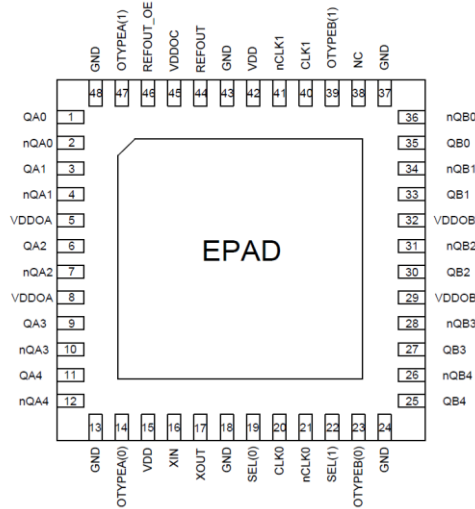 GND
OTYPEA(1)
REFOUT_OE
VDDOC
REFOUT
GND
VDD
nCLK1
CLK1
OTYPEB(1)
NC
GND
48 47 46 45 44 43 42 41 40 39 38 37
QA0 1
nQA0 2
QA1 3
nQA1 4
VDDOA 5
QA2 6
nQA2 7
VDDOA 8
QA3 9
nQA3 10
QA4 11
nQA4 12
EPAD
36 nQB0
35 QB0
34 nQB1
33 QB1
32 VDDOB
31 nQB2
30 QB2
29 VDDOB
28 nQB3
27 QB3
26 nQB4
25 QB4
13 14 15 16 17 18 19 20 21 22 23 24
GND
OTYPEA(0)
VDD
XIN
XOUT
GND
SEL(0)
CLK0
nCLK0
SEL(1)
OTYPEB(0)
GND